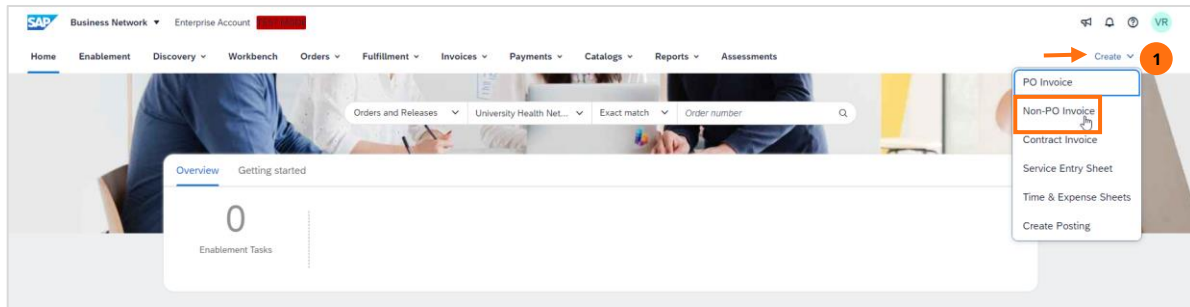 SAP Business Network Enterprise Account TEST MODE
VR
Home Enablement Discovery Workbench Orders Fulfillment Invoices Payments Catalogs Reports Assessments Create 1
PO Invoice
Non-PO Invoice
Contract Invoice
Service Entry Sheet
Time & Expense Sheets
Create Posting
Orders and Releases University Health Net... Exact match Order number
Overview Getting started
0
Enablement Tasks